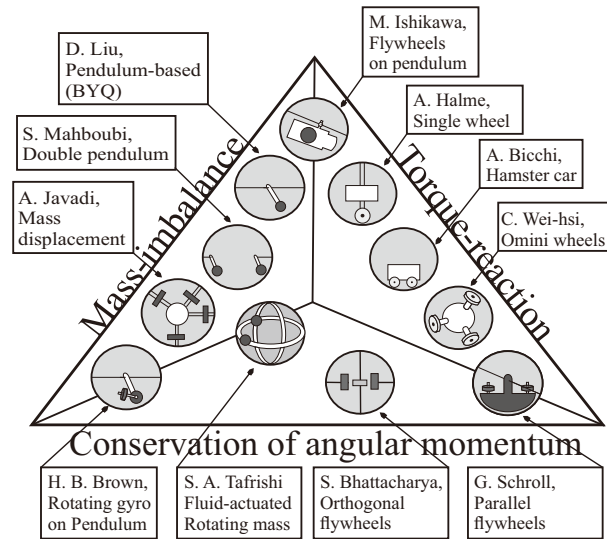 M. Ishikawa,
Flywheels
on pendulum
D. Liu,
Pendulum-based
(BYQ)
A. Halme,
Single wheel
S. Mahboubi,
Double pendulum
A. Bicchi,
Hamster car
A. Javadi,
Mass
displacement
C. Wei-hsi,
Omini wheels
Mass-imbalance
Torque-reaction
Conservation of angular momentum
H. B. Brown,
Rotating gyro
on Pendulum
S. A. Tafrishi
Fluid-actuated
Rotating mass
S. Bhattacharya,
Orthogonal
flywheels
G. Schroll,
Parallel
flywheels